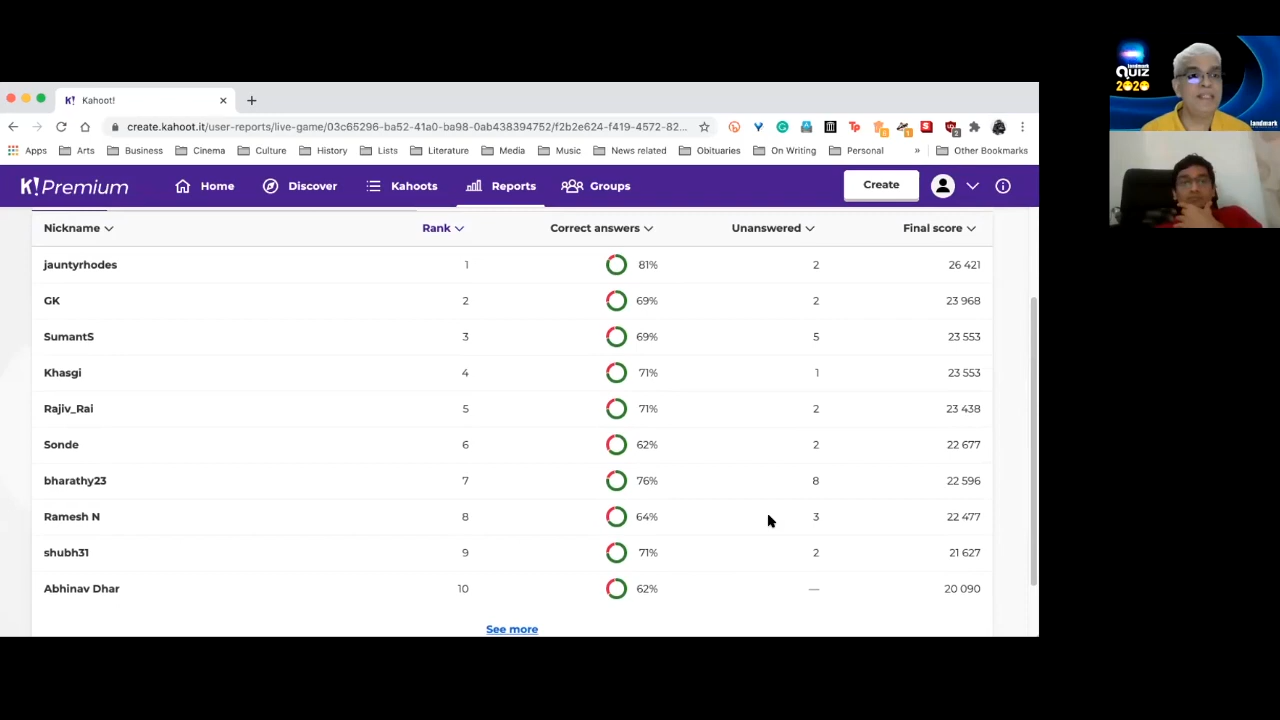 Kahoot!
create.kahoot.it/user-reports/live-game/03c65296-ba52-41a0-ba98-0ab438394752/f2b2e624-f419-4572-82...
Apps Arts Business Cinema Culture History Lists Literature Media Music News related Obituaries On Writing Personal » Other Bookmarks
K!Premium Home Discover Kahoots Reports Groups Create
Nickname Rank Correct answers Unanswered Final score
jauntyrhodes 1 81% 2 26 421
GK 2 69% 2 23 968
SumantS 3 69% 5 23 553
Khasgi 4 71% 1 23 553
Rajiv_Rai 5 71% 2 23 438
Sonde 6 62% 2 22 677
bharathy23 7 76% 8 22 596
Ramesh N 8 64% 3 22 477
shubh31 9 71% 2 21 627
Abhinav Dhar 10 62% — 20 090
See more
landmark
QUIZ
2020
landmark